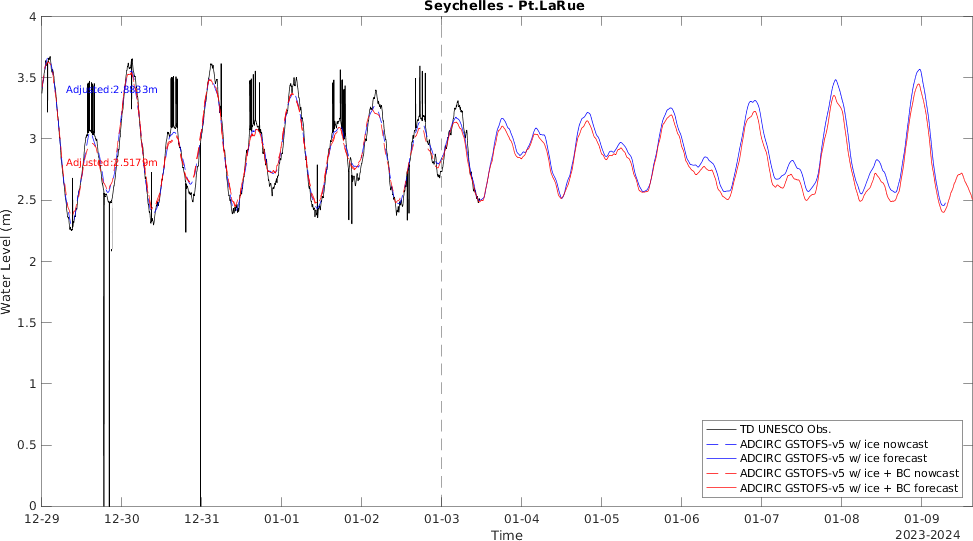 Seychelles - Pt.LaRue
4
3.5
3
2.5
2
1.5
1
0.5
0
Water Level (m)
Adjusted:2.8833m
Adjusted:2.5179m
TD UNESCO Obs.
ADCIRC GSTOFS-v5 w/ ice nowcast
ADCIRC GSTOFS-v5 w/ ice forecast
ADCIRC GSTOFS-v5 w/ ice + BC nowcast
ADCIRC GSTOFS-v5 w/ ice + BC forecast
12-29 12-30 12-31 01-01 01-02 01-03 01-04 01-05 01-06 01-07 01-08 01-09
Time
2023-2024